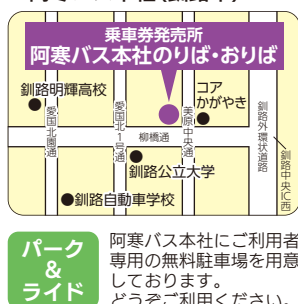 乗車券発売所
阿寒バス本社のりば・おりば
釧路明輝高校
コア
かがやき
愛国北園通
愛国北1号通
美原中央通
釧路外環状道路
柳橋通
釧路中央IC西
釧路公立大学
釧路自動車学校
パーク
&
ライド
阿寒バス本社にご利用者
専用の無料駐車場を用意
しております。
どうぞご利用ください。